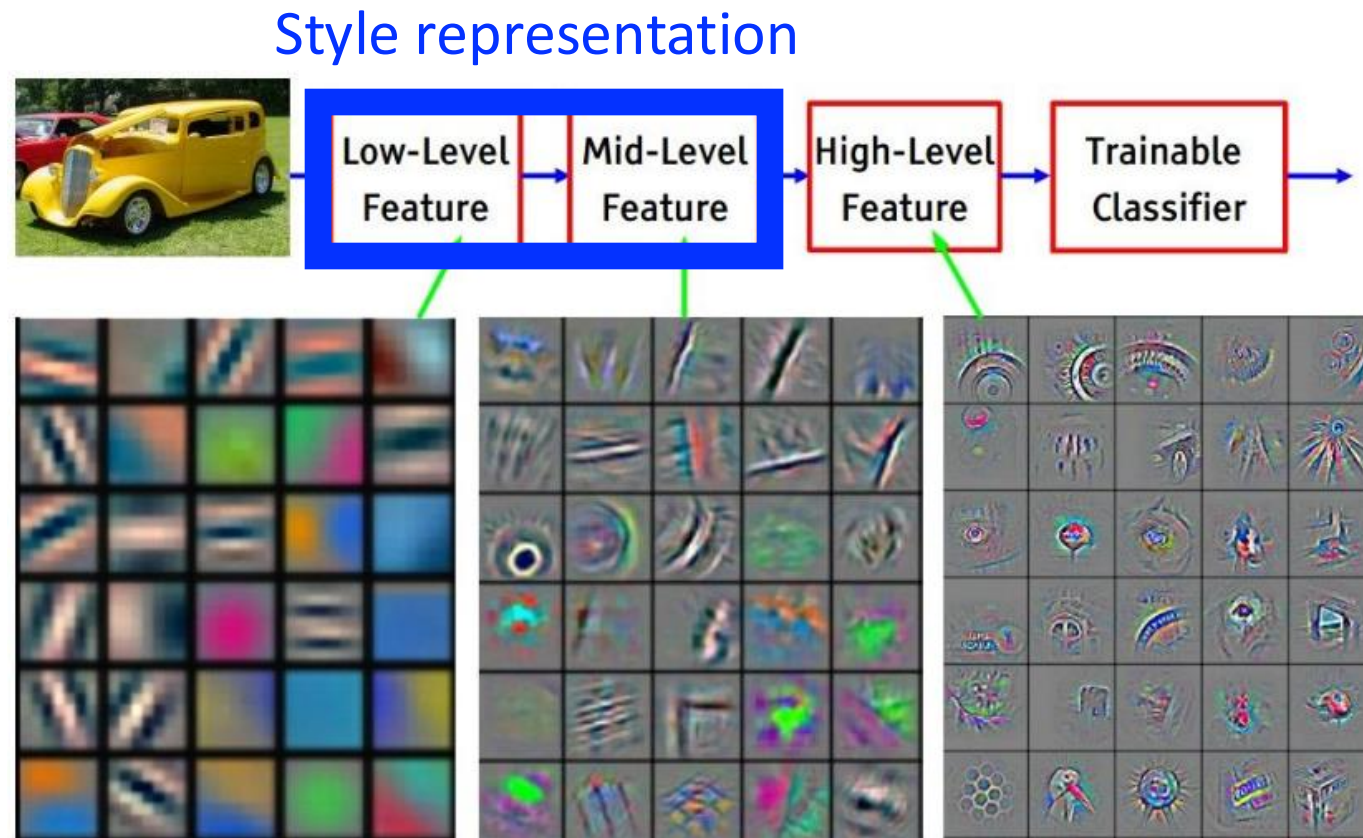 Style representation
Low-Level
Feature
Mid-Level
Feature
High-Level
Feature
Trainable
Classifier